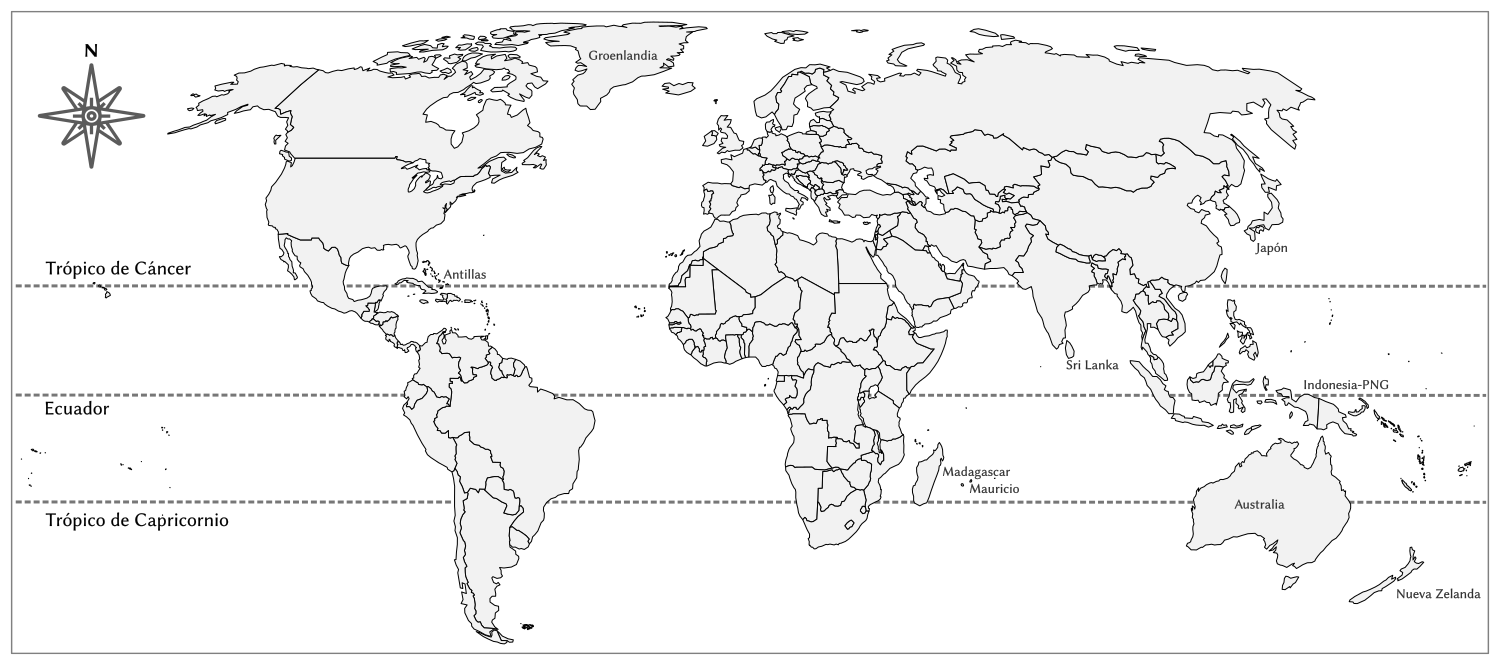 N
Groenlandia
Japón
Trópico de Cáncer
Antillas
Sri Lanka
Indonesia-PNG
Ecuador
Madagascar
Mauricio
Australia
Trópico de Capricornio
Nueva Zelanda